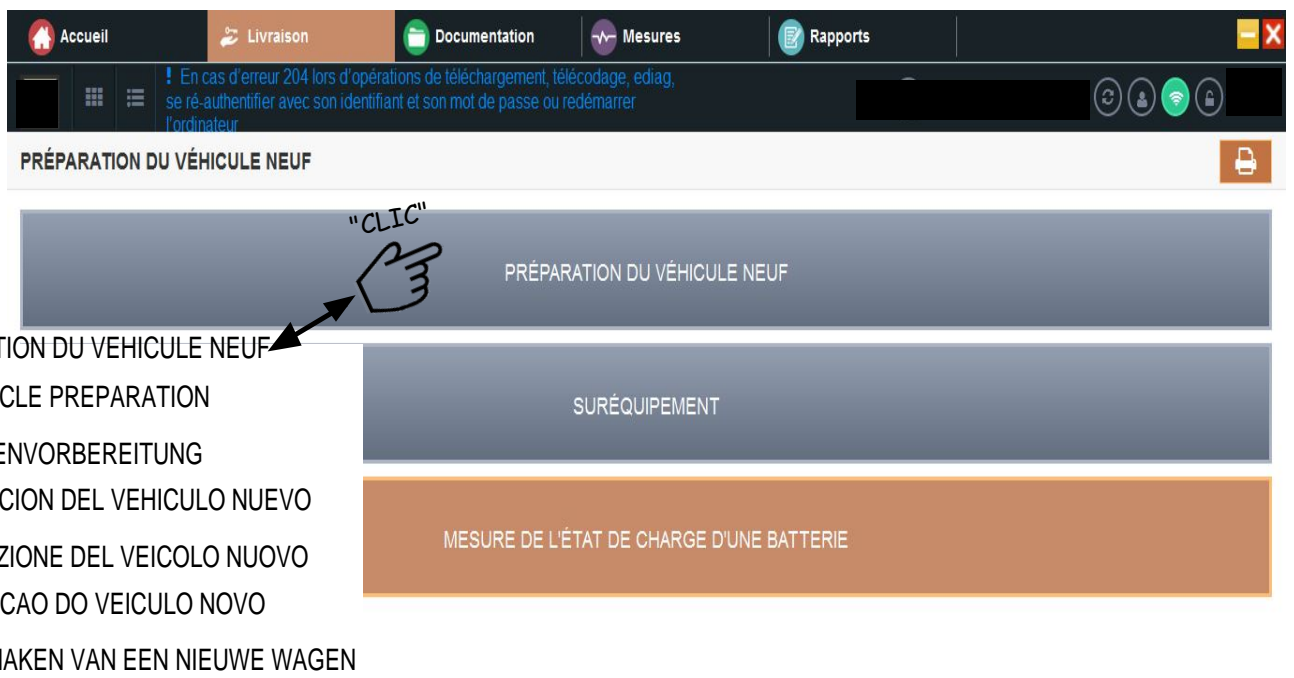 Accueil
Livraison
Documentation
Mesures
Rapports
! En cas d'erreur 204 lors d'opérations de téléchargement, télécodage, ediag,
se ré-authentifier avec son identifiant et son mot de passe ou redémarrer
l'ordinateur
PRÉPARATION DU VÉHICULE NEUF
"CLIC"
PRÉPARATION DU VÉHICULE NEUF
TION DU VEHICULE NEUF
CLE PREPARATION
SURÉQUIPEMENT
ENVORBEREITUNG
CION DEL VEHICULO NUEVO
MESURE DE L'ÉTAT DE CHARGE D'UNE BATTERIE
ZIONE DEL VEICOLO NUOVO
CAO DO VEICULO NOVO
MAKEN VAN EEN NIEUWE WAGEN